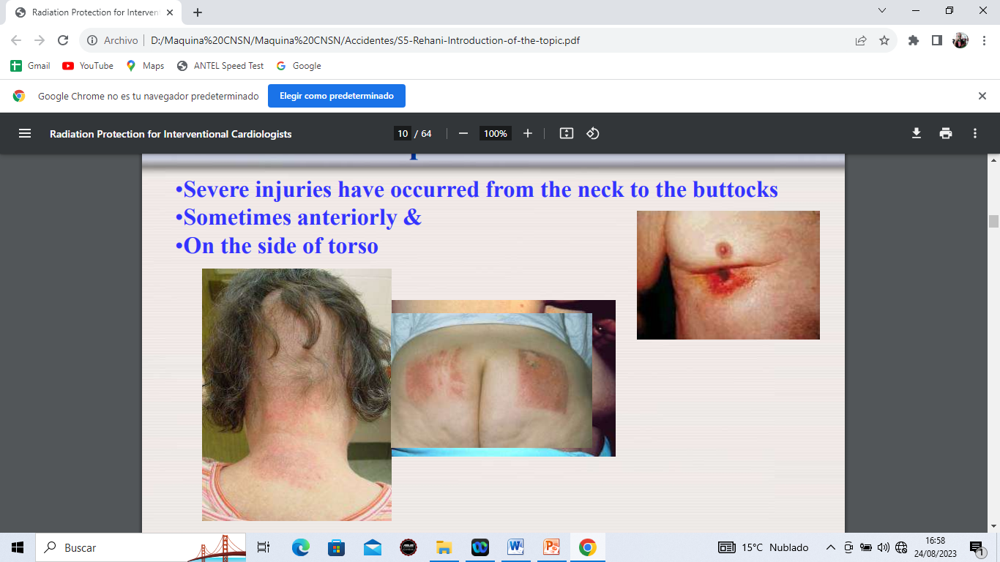 Radiation Protection for Interven
Archivo
D:/Maquina%20CNSN/Maquina%20CNSN/Accidentes/S5-Rehani-Introduction-of-the-topic.pdf
Gmail YouTube Maps ANTEL Speed Test Google
Google Chrome no es tu navegador predeterminado Elegir como predeterminado
Radiation Protection for Interventional Cardiologists 10 / 64 100%
•Severe injuries have occurred from the neck to the buttocks
•Sometimes anteriorly &
•On the side of torso
Buscar 15°C Nublado 16:58
24/08/2023 1